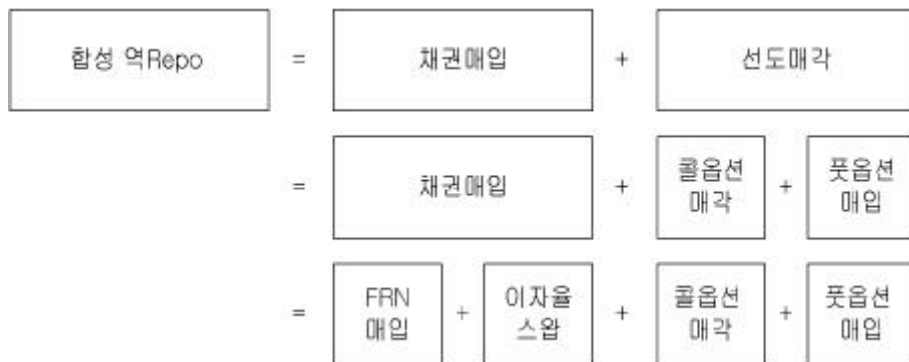 합성 역Repo = 채권매입 + 선도매각
= 채권매입 + 콜옵션 매각 + 풋옵션 매입
= FRN 매입 + 이자율 스왑 + 콜옵션 매각 + 풋옵션 매입